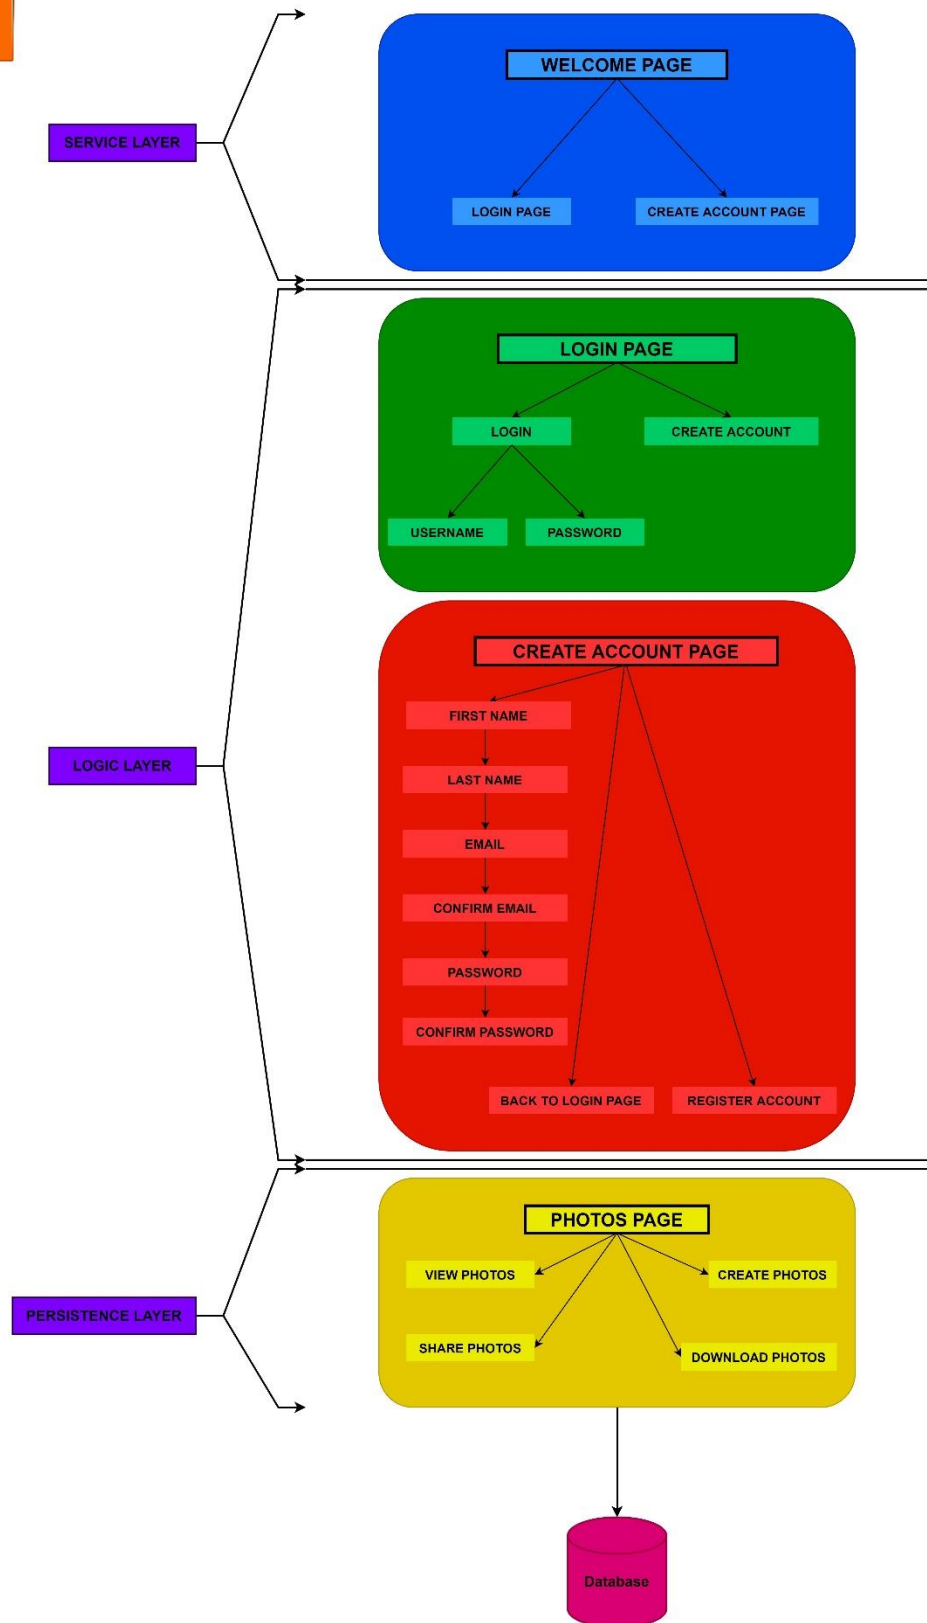 WELCOME PAGE
SERVICE LAYER
LOGIN PAGE
CREATE ACCOUNT PAGE
LOGIN PAGE
LOGIN
CREATE ACCOUNT
USERNAME
PASSWORD
CREATE ACCOUNT PAGE
FIRST NAME
LOGIC LAYER
LAST NAME
EMAIL
CONFIRM EMAIL
PASSWORD
CONFIRM PASSWORD
BACK TO LOGIN PAGE
REGISTER ACCOUNT
PHOTOS PAGE
VIEW PHOTOS
CREATE PHOTOS
PERSISTENCE LAYER
SHARE PHOTOS
DOWNLOAD PHOTOS
Database